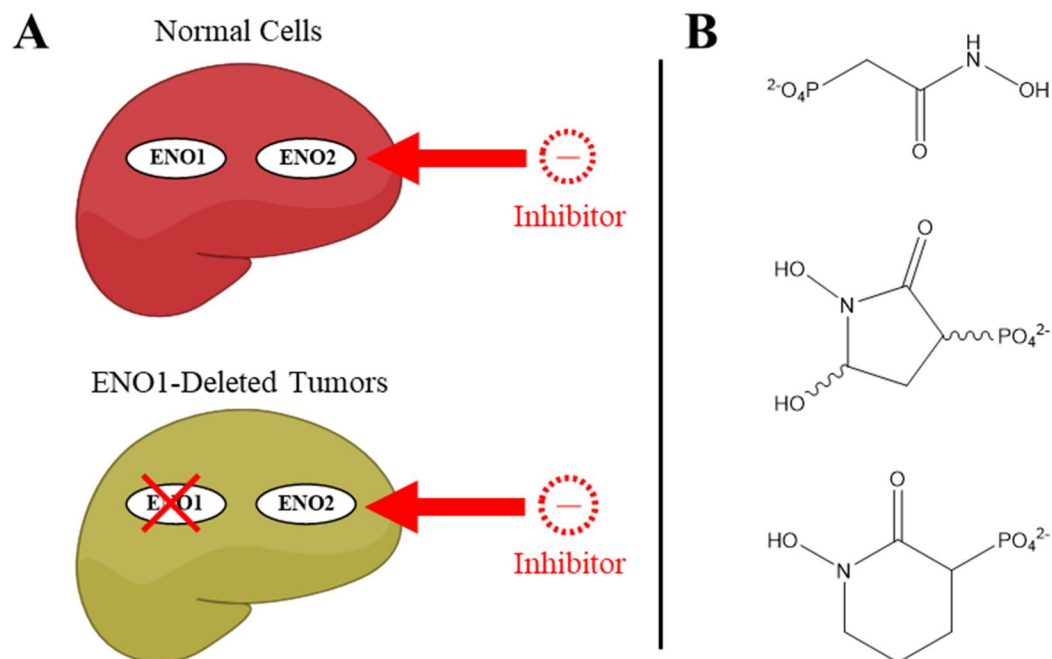 A
Normal Cells
ENO1
ENO2
Inhibitor
ENO1-Deleted Tumors
ENO1
ENO2
Inhibitor
B
H
N
²⁻O₄P
OH
O
O
HO
N
PO₄²⁻
HO
O
HO
PO₄²⁻
N